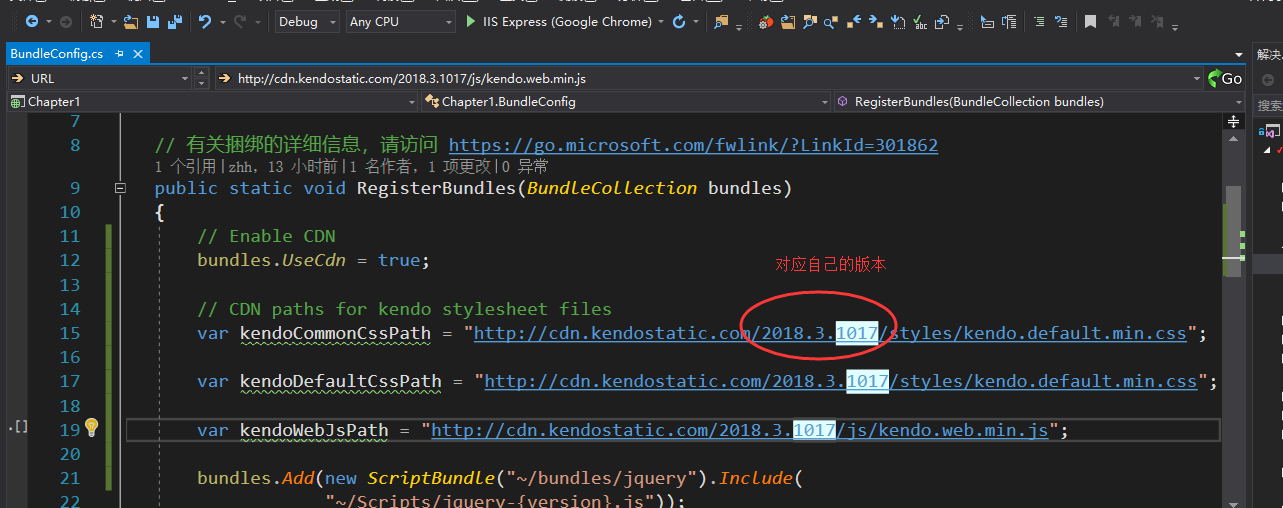 Debug Any CPU IIS Express (Google Chrome)
BundleConfig.cs
解决
URL http://cdn.kendostatic.com/2018.3.1017/js/kendo.web.min.js Go
Chapter1 Chapter1.BundleConfig RegisterBundles(BundleCollection bundles)
搜索
7
8 // 有关捆绑的详细信息，请访问 https://go.microsoft.com/fwlink/?LinkId=301862
1 个引用|zhh，13 小时前|1 名作者，1 项更改|0 异常
9 public static void RegisterBundles(BundleCollection bundles)
10 {
11 // Enable CDN
12 bundles.UseCdn = true;
对应自己的版本
13
14 // CDN paths for kendo stylesheet files
15 var kendoCommonCssPath = "http://cdn.kendostatic.com/2018.3.1017/styles/kendo.default.min.css";
16
17 var kendoDefaultCssPath = "http://cdn.kendostatic.com/2018.3.1017/styles/kendo.default.min.css";
18
19 var kendoWebJsPath = "http://cdn.kendostatic.com/2018.3.1017/js/kendo.web.min.js";
20
21 bundles.Add(new ScriptBundle("~/bundles/jquery").Include(
22 "~/Scripts/jquery-{version}.js"));